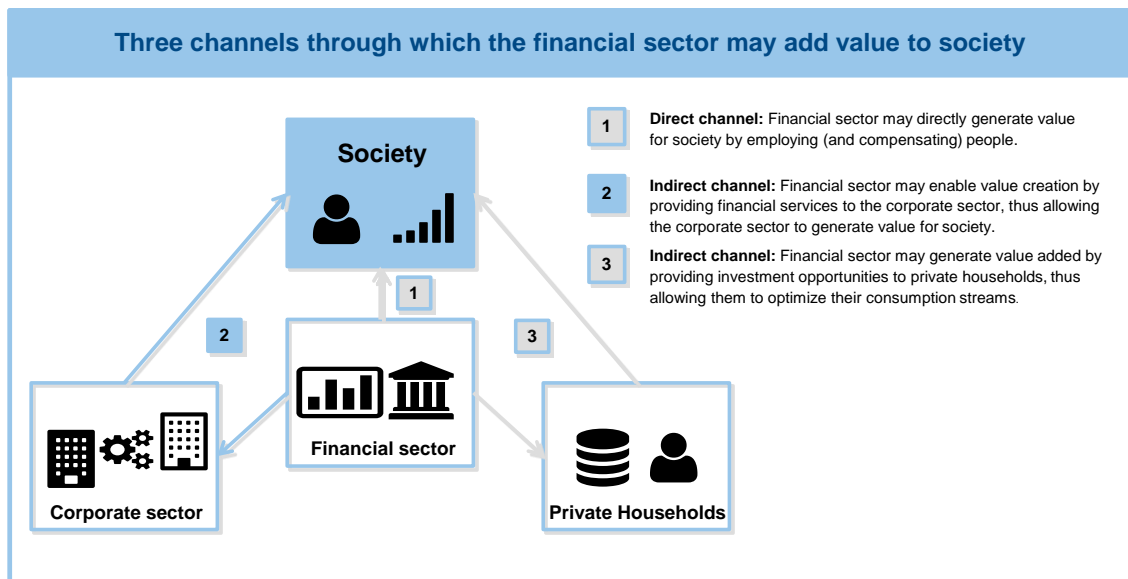 Three channels through which the financial sector may add value to society
Society
1
2
3
Financial sector
Corporate sector
Private Households
1
Direct channel: Financial sector may directly generate value
for society by employing (and compensating) people.
2
Indirect channel: Financial sector may enable value creation by
providing financial services to the corporate sector, thus allowing
the corporate sector to generate value for society.
3
Indirect channel: Financial sector may generate value added by
providing investment opportunities to private households, thus
allowing them to optimize their consumption streams.